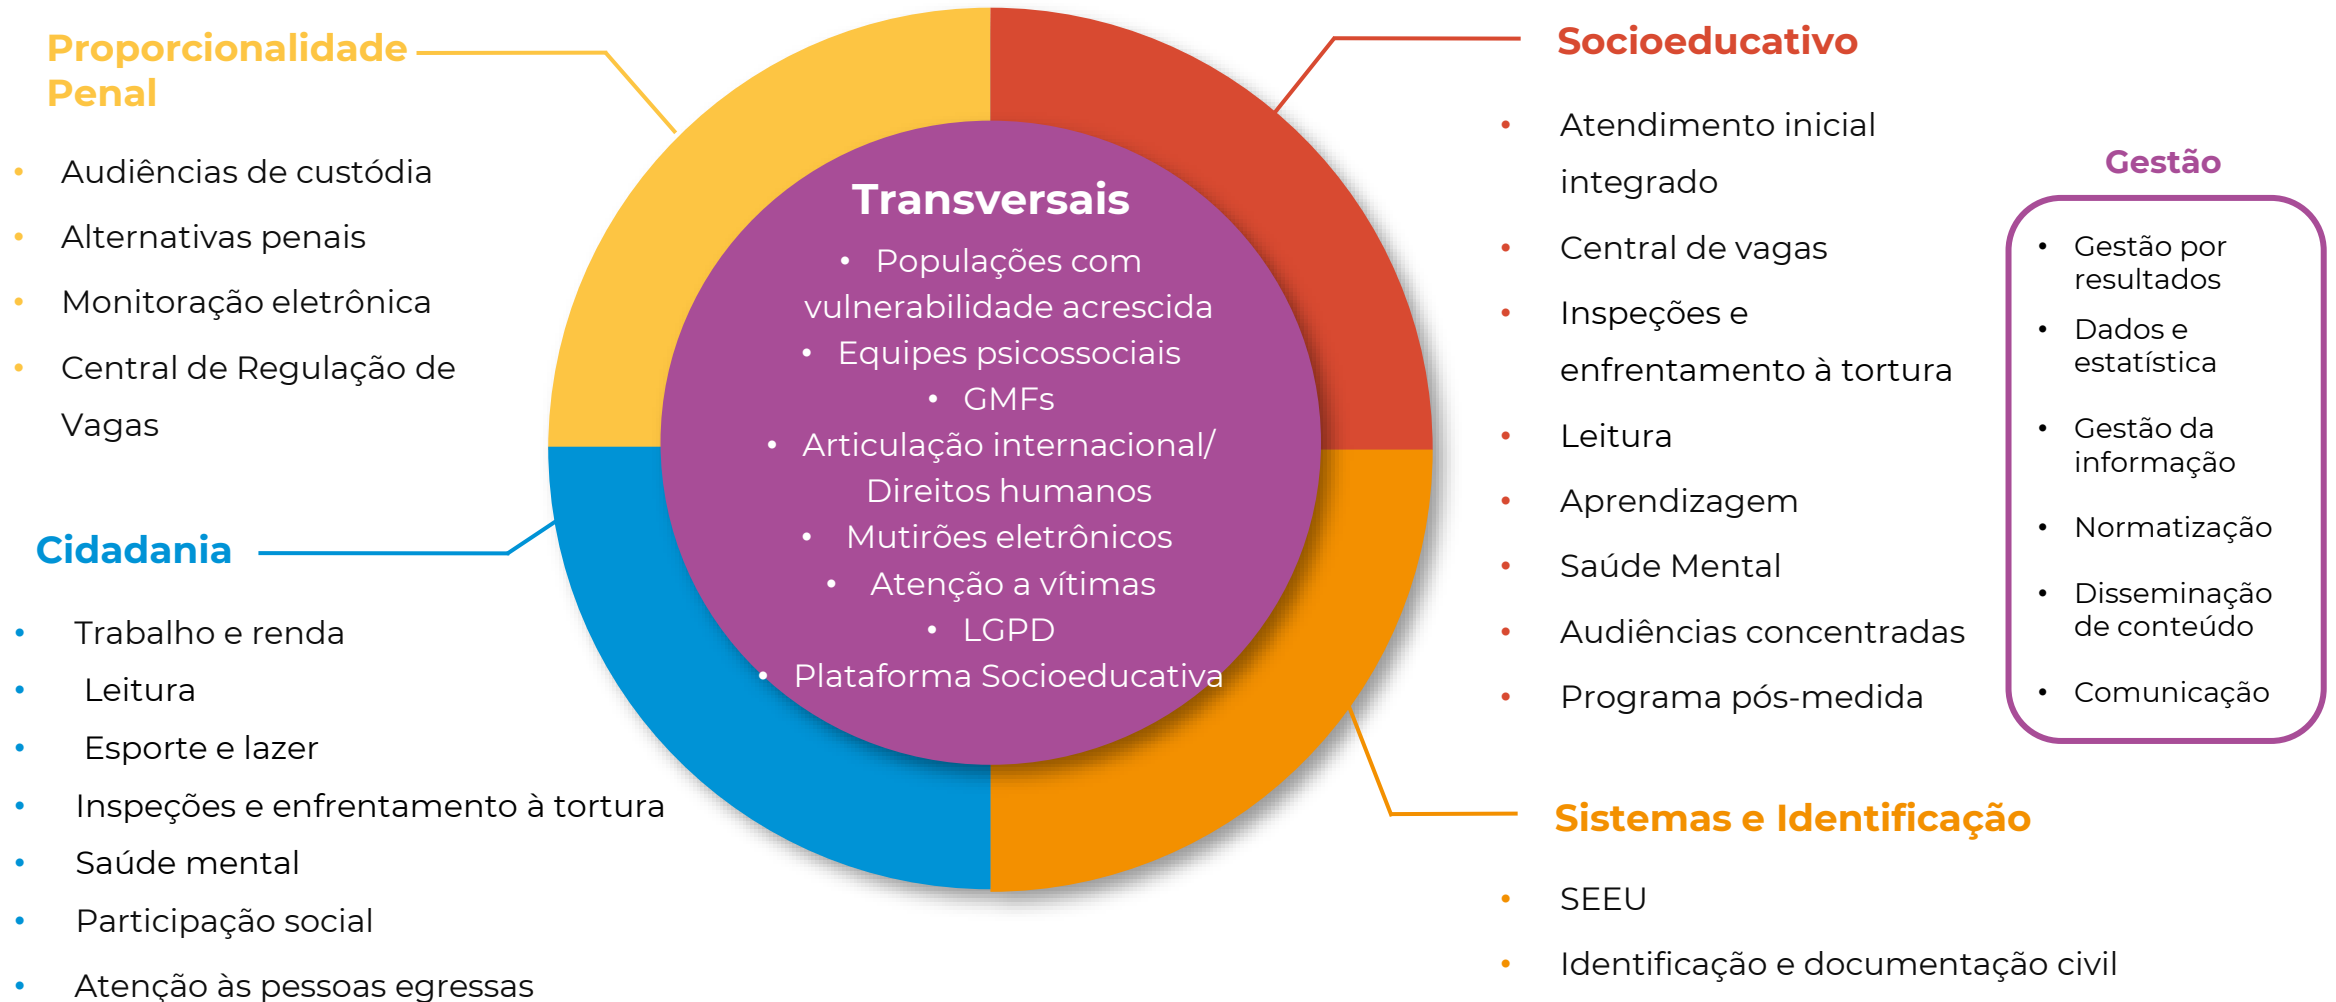 Proporcionalidade
Penal
• Audiências de custódia
• Alternativas penais
• Monitoração eletrônica
• Central de Regulação de
Vagas
Cidadania
• Trabalho e renda
• Leitura
• Esporte e lazer
• Inspeções e enfrentamento à tortura
• Saúde mental
• Participação social
• Atenção às pessoas egressas
Transversais
• Populações com
vulnerabilidade acrescida
• Equipes psicossociais
• GMFs
• Articulação internacional/
Direitos humanos
• Mutirões eletrônicos
• Atenção a vítimas
• LGPD
• Plataforma Socioeducativa
Socioeducativo
• Atendimento inicial
integrado
• Central de vagas
• Inspeções e
enfrentamento à tortura
• Leitura
• Aprendizagem
• Saúde Mental
• Audiências concentradas
• Programa pós-medida
Sistemas e Identificação
• SEEU
• Identificação e documentação civil
Gestão
• Gestão por
resultados
• Dados e
estatística
• Gestão da
informação
• Normatização
• Disseminação
de conteúdo
• Comunicação